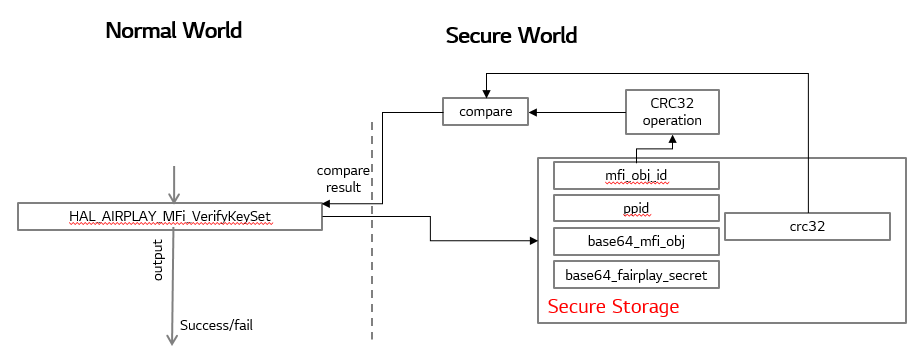 Normal World
Secure World
compare
CRC32
operation
compare
result
mfi_obj_id
HAL_AIRPLAY_MFi_VerifyKeySet
ppid
crc32
base64_mfi_obj
output
base64_fairplay_secret
Secure Storage
Success/fail